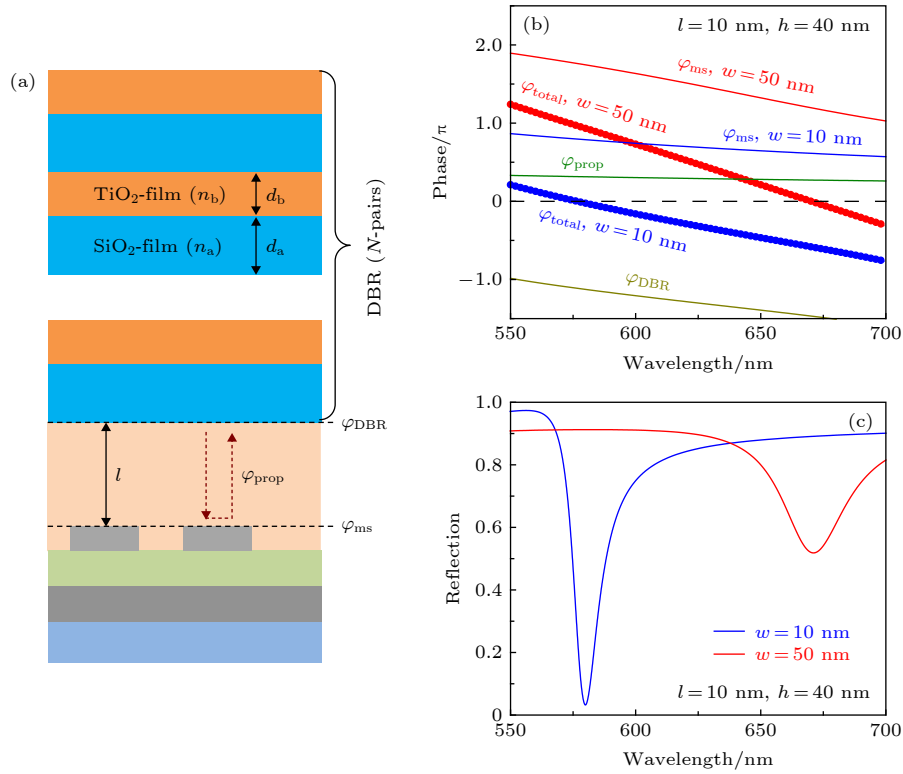 (a)
TiO₂-film (n_b)
d_b
SiO₂-film (n_a)
d_a
DBR (N-pairs)
φ_DBR
l
φ_prop
φ_ms
(b)
l = 10 nm, h = 40 nm
φ_ms, w = 50 nm
φ_total, w = 50 nm
φ_ms, w = 10 nm
φ_prop
φ_total, w = 10 nm
φ_DBR
Phase/π
2.0
1.0
0
−1.0
550
600
650
700
Wavelength/nm
(c)
Reflection
1.0
0.8
0.6
0.4
0.2
0
w = 10 nm
w = 50 nm
l = 10 nm, h = 40 nm
550
600
650
700
Wavelength/nm